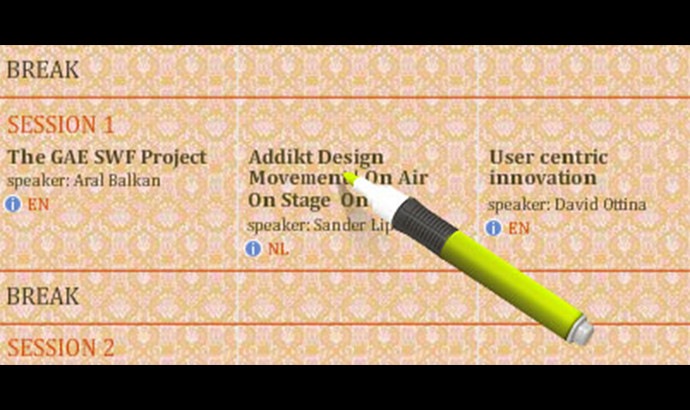 BREAK
SESSION 1
The GAE SWF Project
speaker: Aral Balkan
EN
Addikt Design
On Air
On Stage On
speaker: Sander
NL
User centric
innovation
speaker: David Ottina
EN
BREAK
SESSION 2